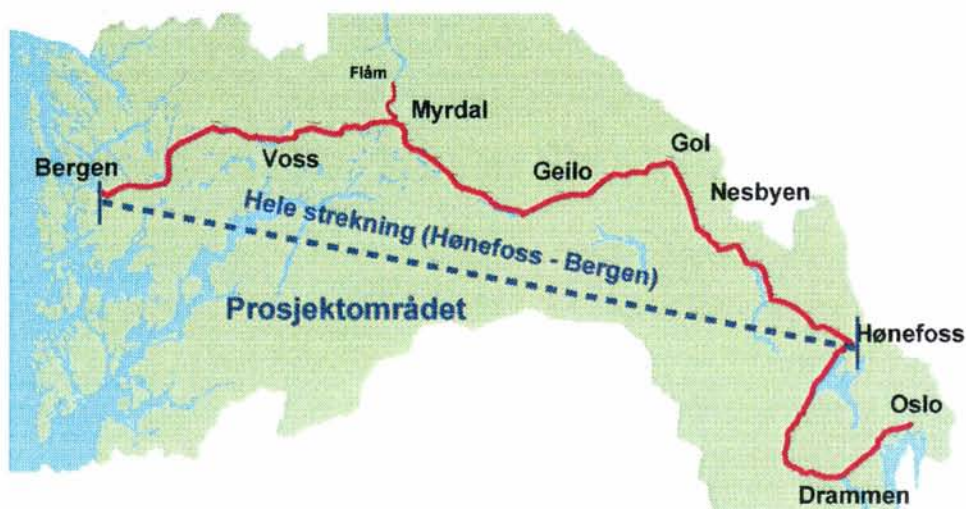 Flåm
Myrdal
Gol
Voss
Bergen
Geilo
Nesbyen
Hele strekning (Hønefoss - Bergen)
Prosjektområdet
Hønefoss
Oslo
Drammen